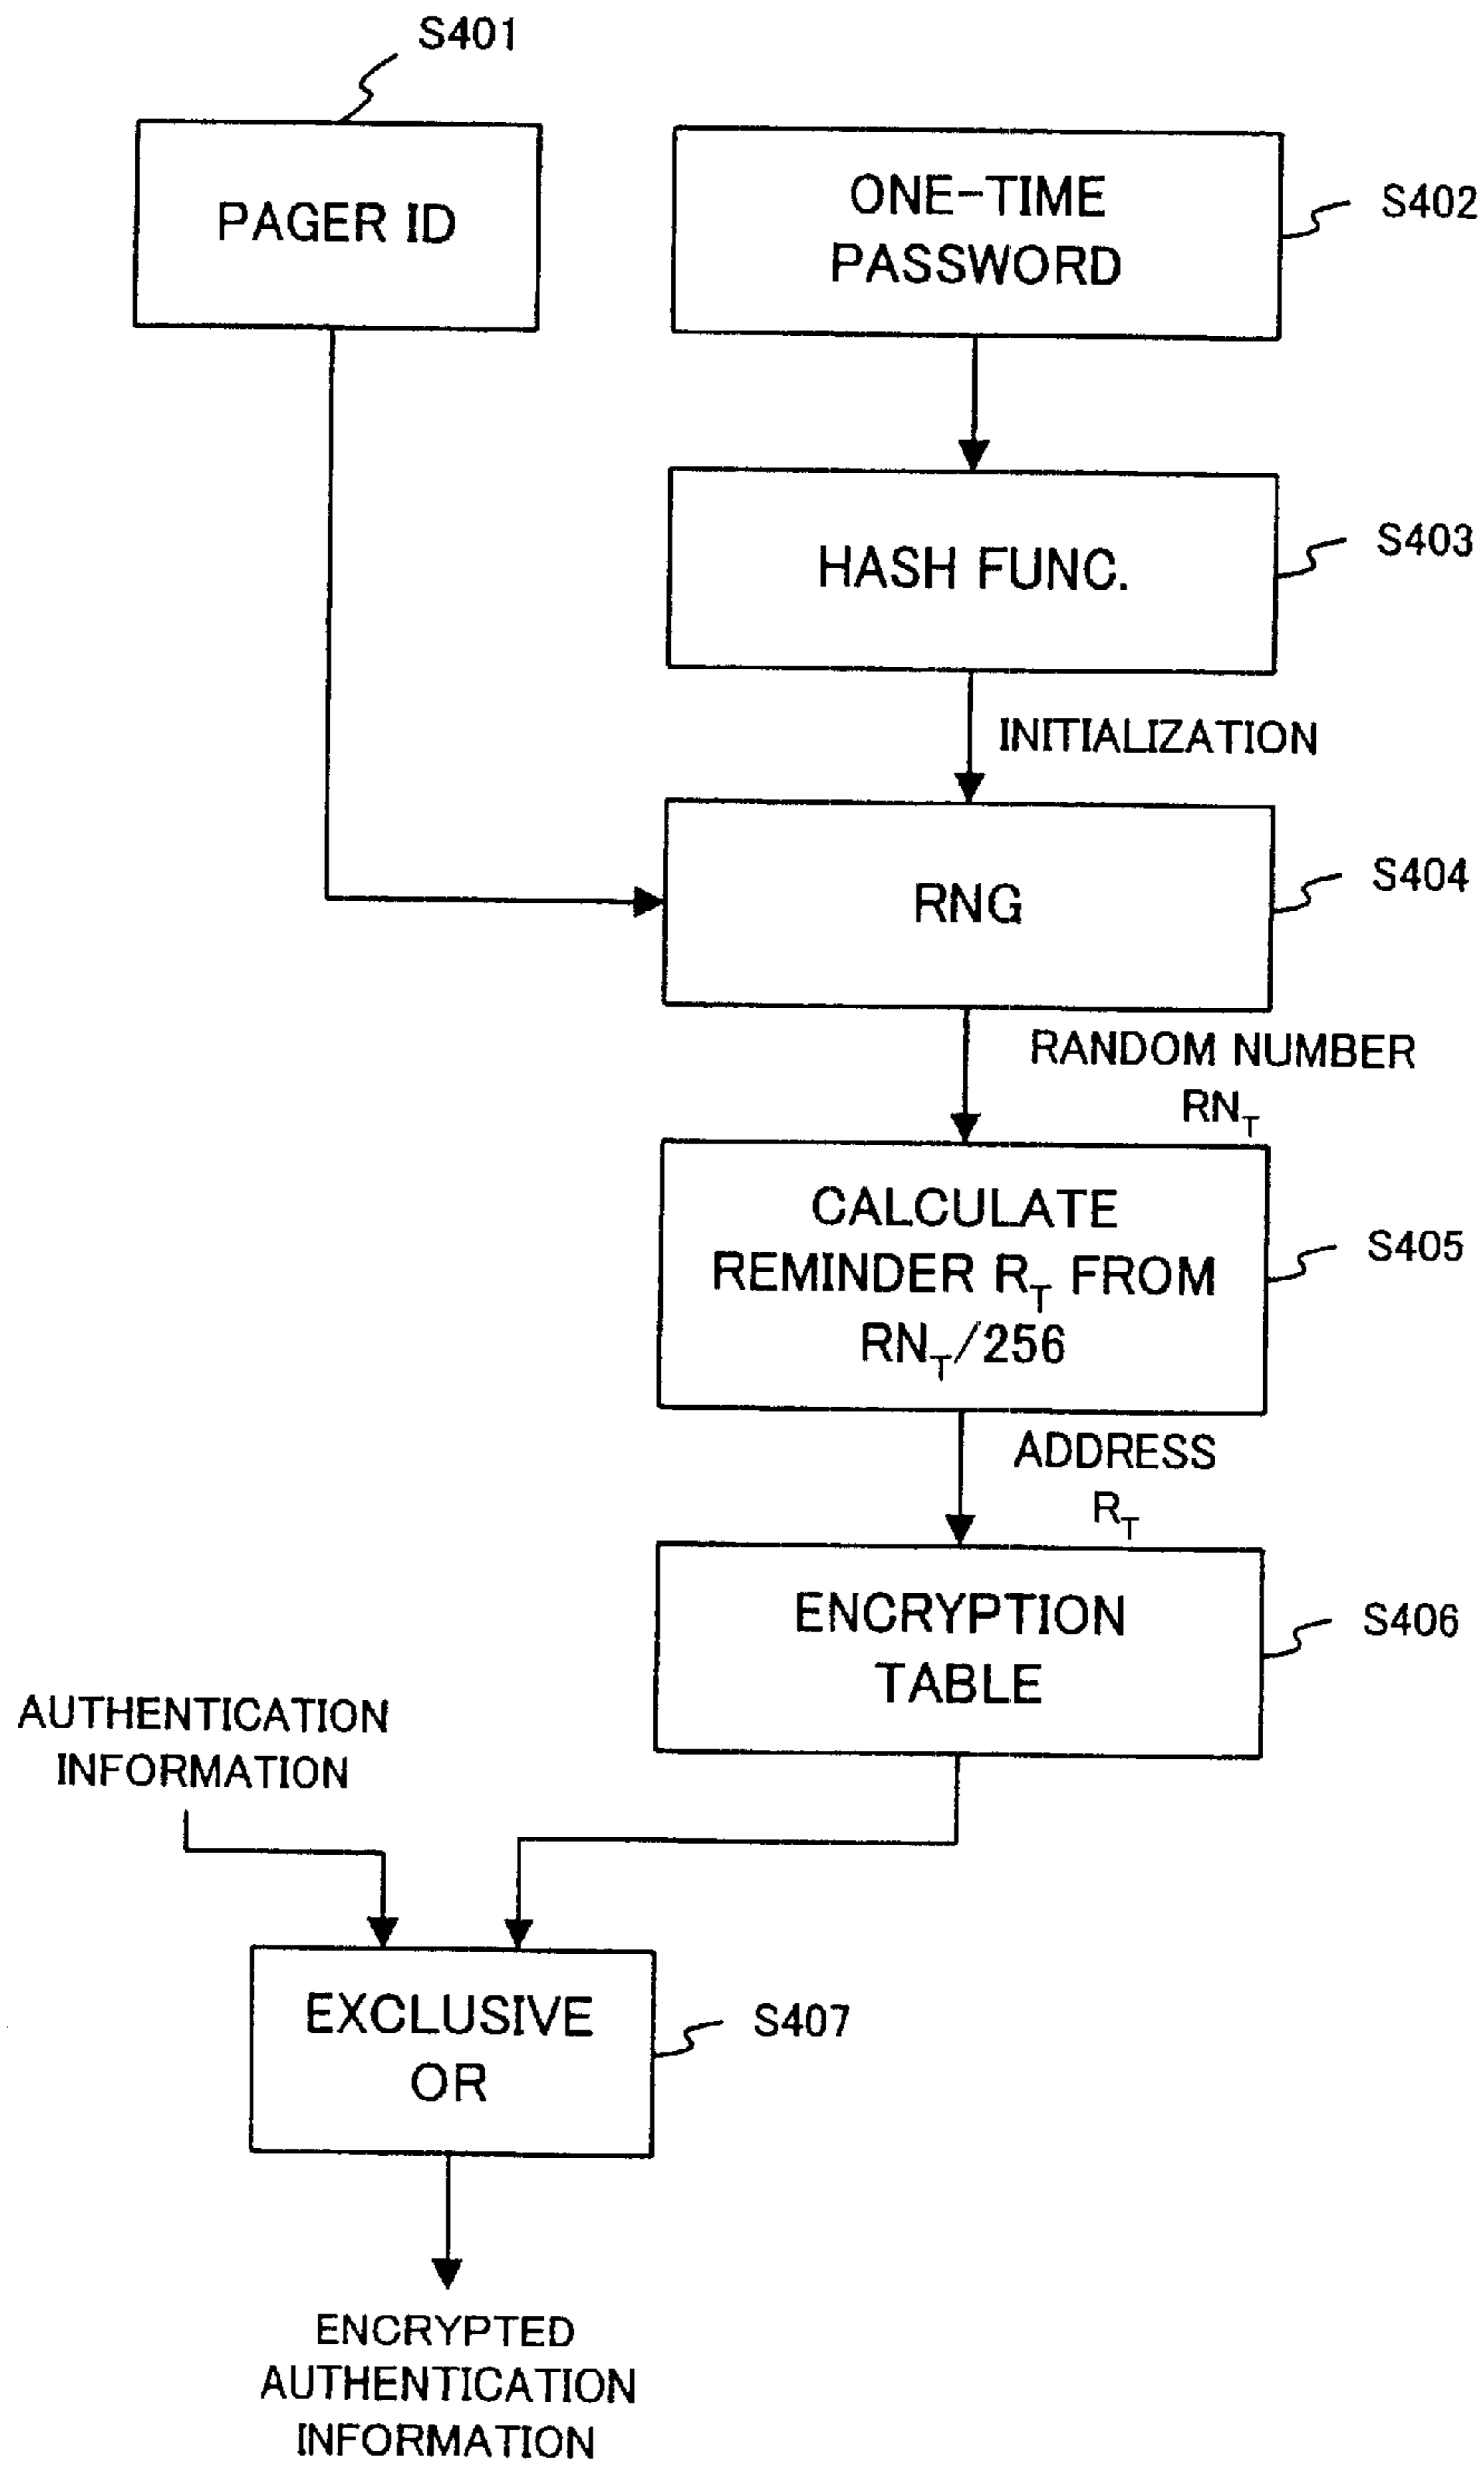 S401
PAGER ID
ONE-TIME
PASSWORD
S402
HASH FUNC.
S403
INITIALIZATION
RNG
S404
RANDOM NUMBER
RN_T
CALCULATE
REMINDER R_T FROM
RN_T/256
S405
ADDRESS
R_T
ENCRYPTION
TABLE
S406
AUTHENTICATION
INFORMATION
EXCLUSIVE
OR
S407
ENCRYPTED
AUTHENTICATION
INFORMATION